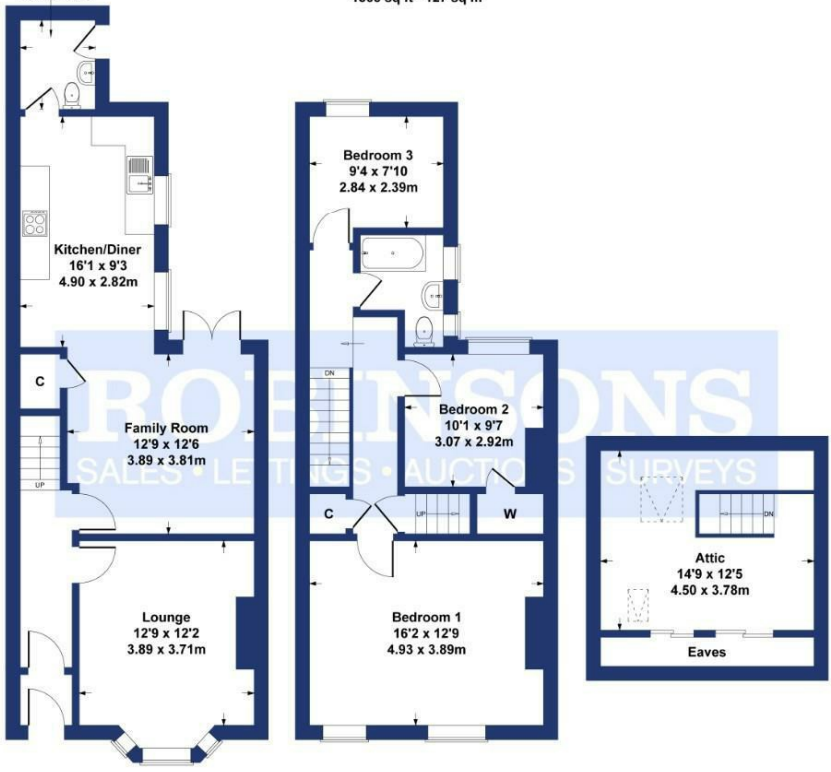 Bedroom 3
9'4 x 7'10
2.84 x 2.39m
Kitchen/Diner
16'1 x 9'3
4.90 x 2.82m
DN
C
ROBINSONS
Bedroom 2
10'1 x 9'7
3.07 x 2.92m
Family Room
12'9 x 12'6
3.89 x 3.81m
SALES • LETTINGS • AUCTIONS | SURVEYS
UP
C
UP
W
DN
Attic
14'9 x 12'5
4.50 x 3.78m
Lounge
12'9 x 12'2
3.89 x 3.71m
Bedroom 1
16'2 x 12'9
4.93 x 3.89m
Eaves